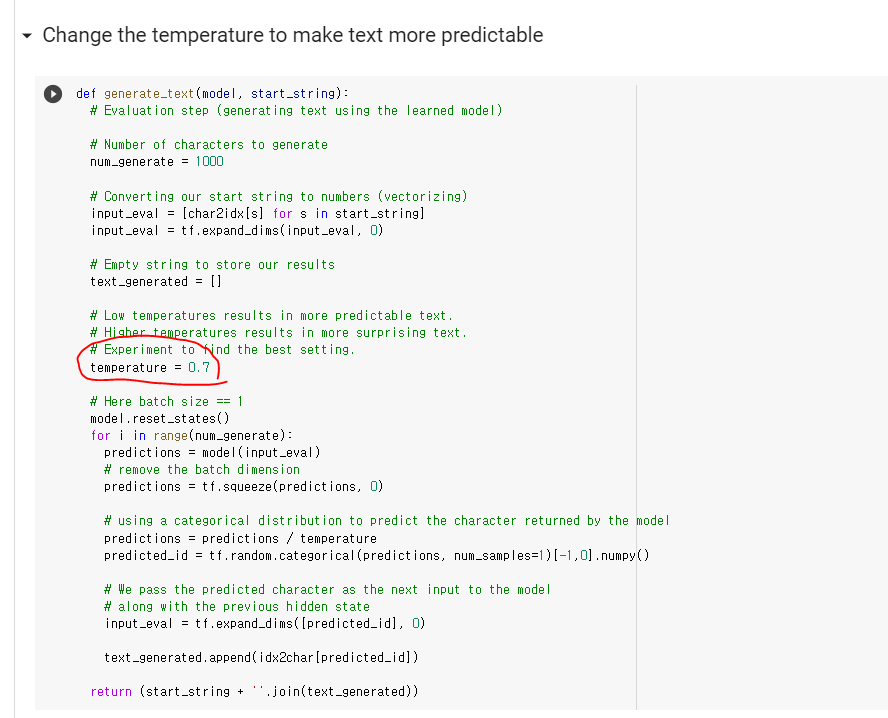 Change the temperature to make text more predictable
def generate_text(model, start_string):
# Evaluation step (generating text using the learned model)
# Number of characters to generate
num_generate = 1000
# Converting our start string to numbers (vectorizing)
input_eval = [char2idx[s] for s in start_string]
input_eval = tf.expand_dims(input_eval, 0)
# Empty string to store our results
text_generated = []
# Low temperatures results in more predictable text.
# Higher temperatures results in more surprising text.
# Experiment to find the best setting.
temperature = 0.7
# Here batch size == 1
model.reset_states()
for i in range(num_generate):
predictions = model(input_eval)
# remove the batch dimension
predictions = tf.squeeze(predictions, 0)
# using a categorical distribution to predict the character returned by the model
predictions = predictions / temperature
predicted_id = tf.random.categorical(predictions, num_samples=1)[-1,0].numpy()
# We pass the predicted character as the next input to the model
# along with the previous hidden state
input_eval = tf.expand_dims([predicted_id], 0)
text_generated.append(idx2char[predicted_id])
return (start_string + ''.join(text_generated))